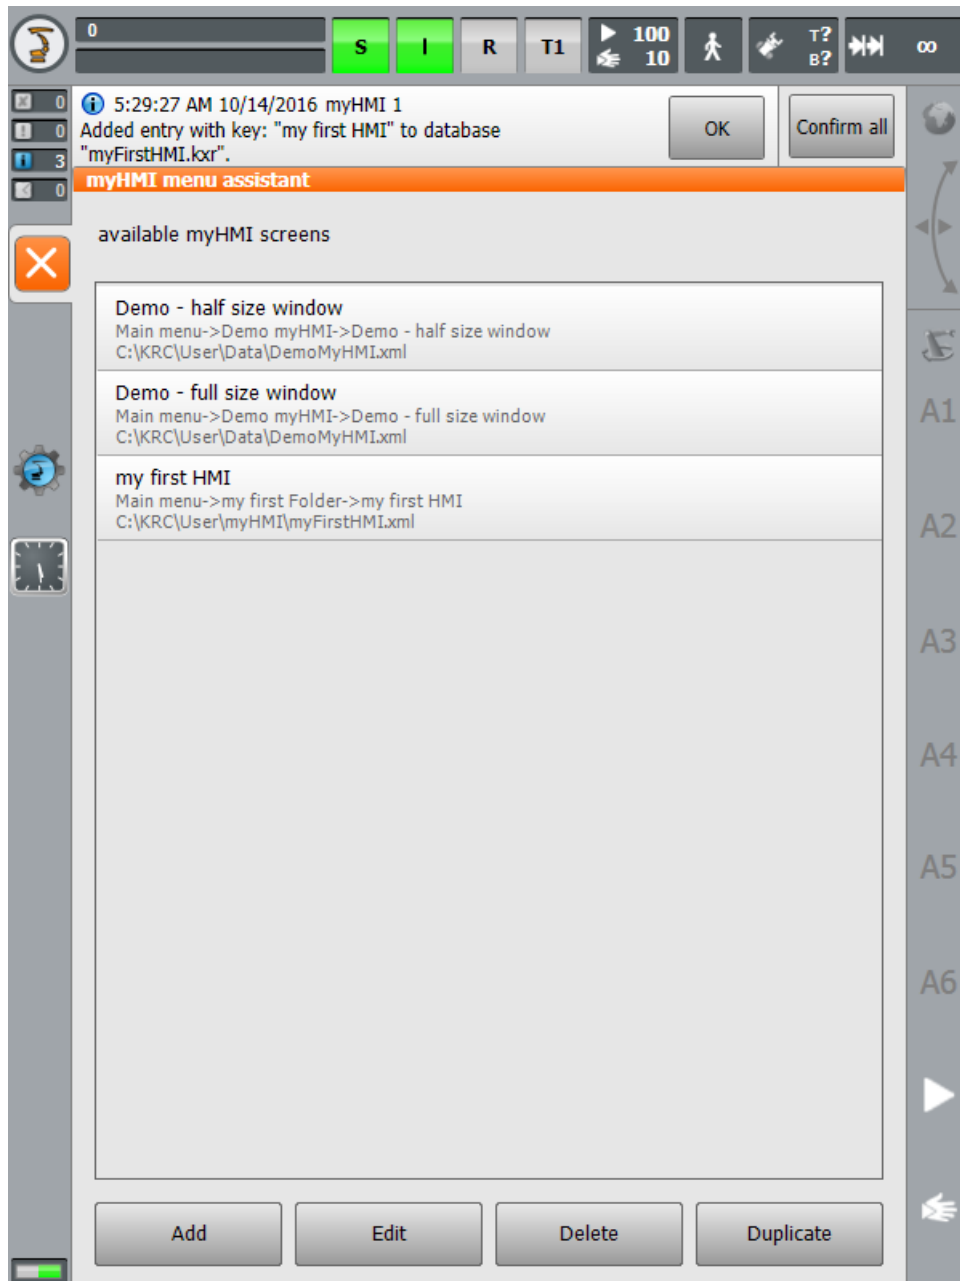 0
S I R T1
100
10
T?
B?
∞
0
0
3
0
5:29:27 AM 10/14/2016 myHMI 1
Added entry with key: "my first HMI" to database
"myFirstHMI.kxr".
OK
Confirm all
myHMI menu assistant
available myHMI screens
Demo - half size window
Main menu->Demo myHMI->Demo - half size window
C:\KRC\User\Data\DemoMyHMI.xml
Demo - full size window
Main menu->Demo myHMI->Demo - full size window
C:\KRC\User\Data\DemoMyHMI.xml
my first HMI
Main menu->my first Folder->my first HMI
C:\KRC\User\myHMI\myFirstHMI.xml
A1
A2
A3
A4
A5
A6
Add
Edit
Delete
Duplicate